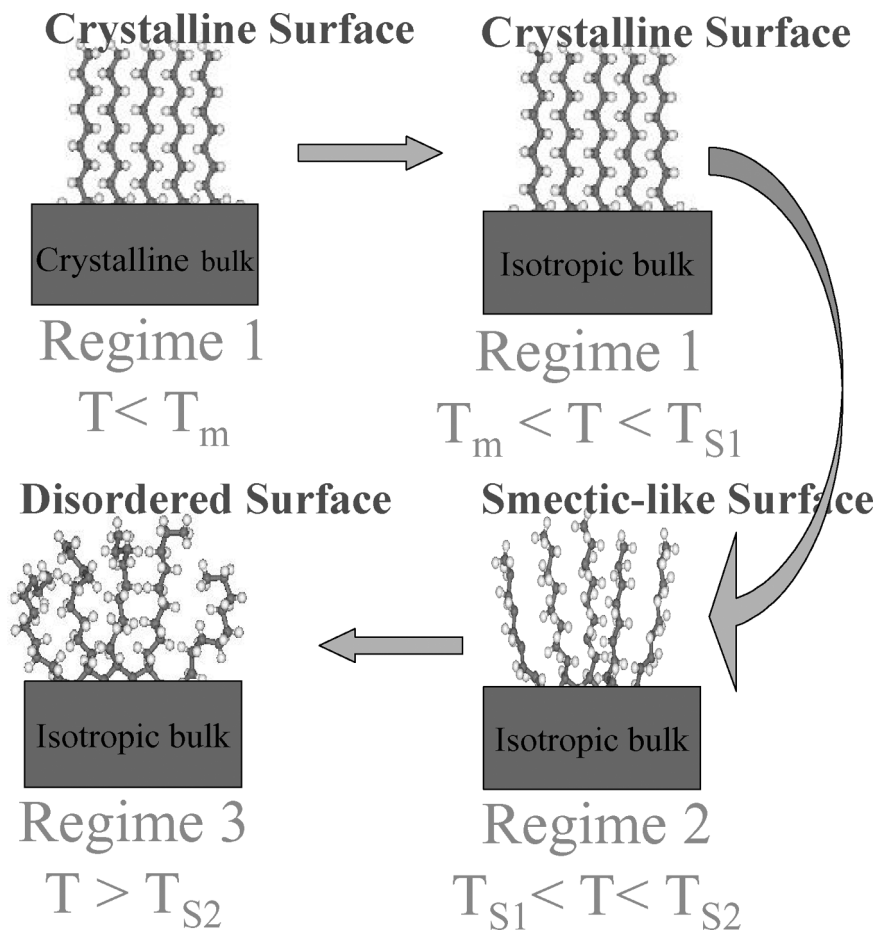 Crystalline Surface
Crystalline bulk
Regime 1
T< Tm
Crystalline Surface
Isotropic bulk
Regime 1
Tm < T < TS1
Smectic-like Surface
Isotropic bulk
Regime 2
TS1< T< TS2
Disordered Surface
Isotropic bulk
Regime 3
T > TS2